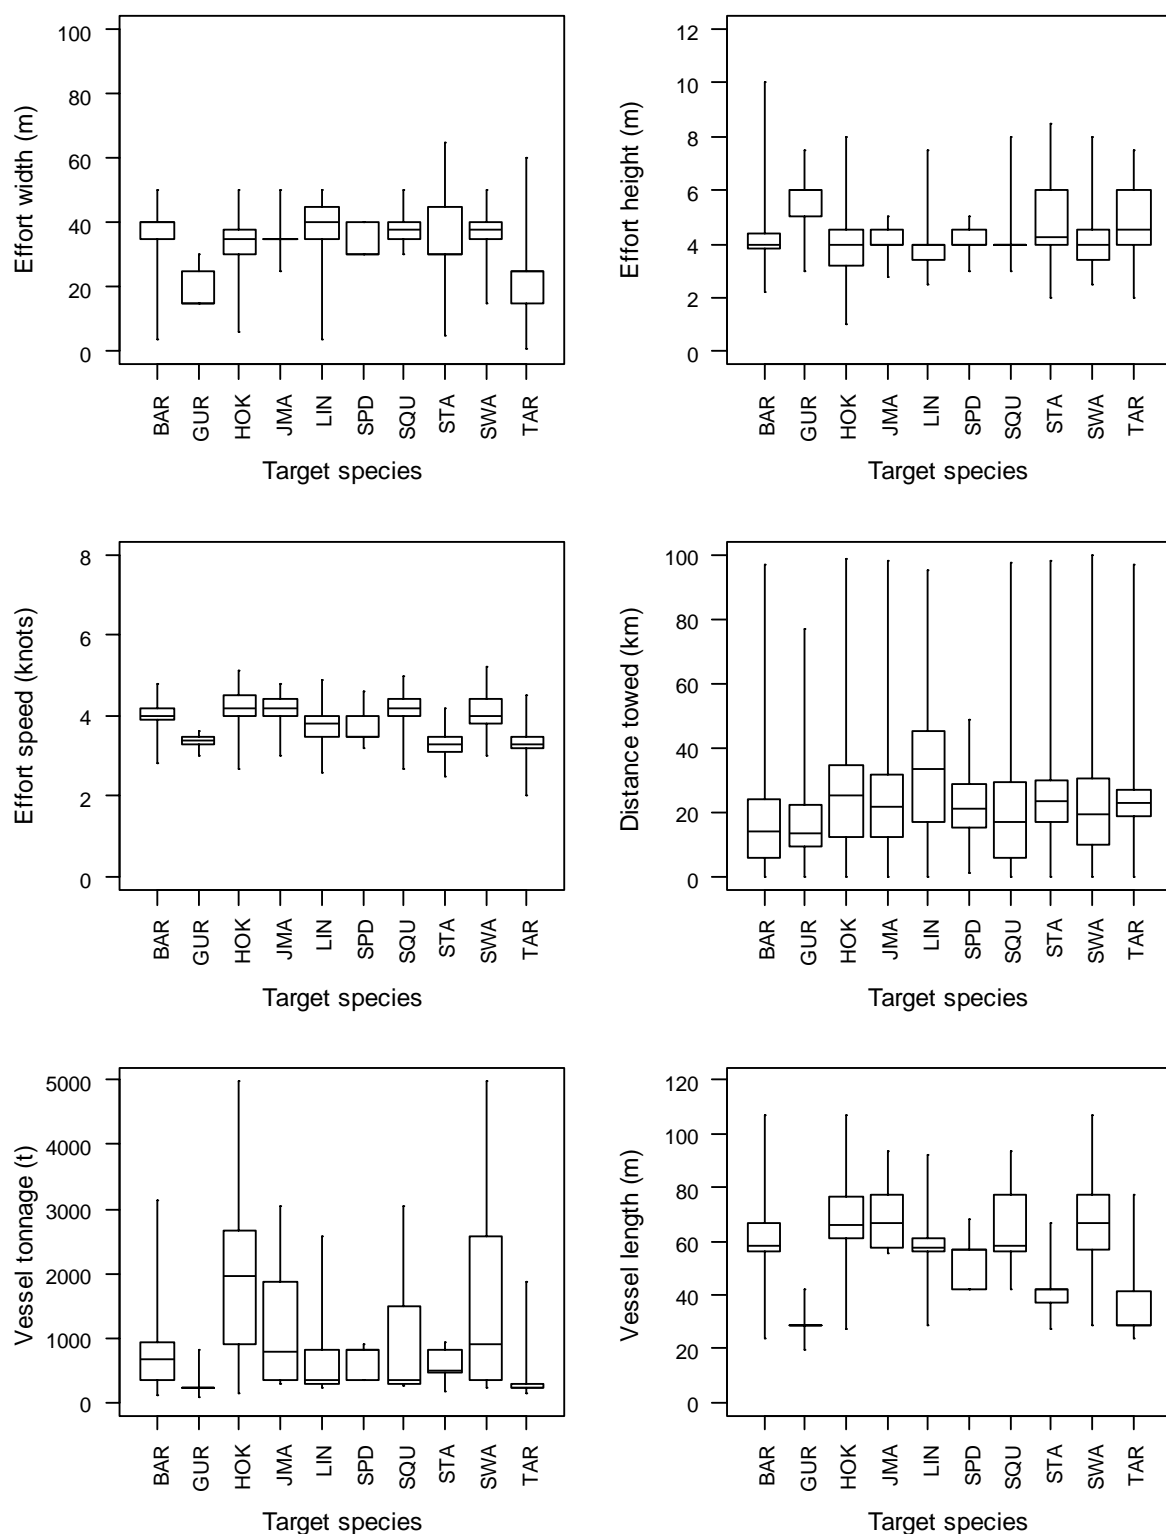 Effort width (m)
100
80
60
40
20
0
BAR GUR HOK JMA LIN SPD SQU STA SWA TAR
Target species
Effort height (m)
12
10
8
6
4
2
0
BAR GUR HOK JMA LIN SPD SQU STA SWA TAR
Target species
Effort speed (knots)
8
6
4
2
0
BAR GUR HOK JMA LIN SPD SQU STA SWA TAR
Target species
Distance towed (km)
100
80
60
40
20
0
BAR GUR HOK JMA LIN SPD SQU STA SWA TAR
Target species
Vessel tonnage (t)
5000
4000
3000
2000
1000
0
BAR GUR HOK JMA LIN SPD SQU STA SWA TAR
Target species
Vessel length (m)
120
100
80
60
40
20
0
BAR GUR HOK JMA LIN SPD SQU STA SWA TAR
Target species